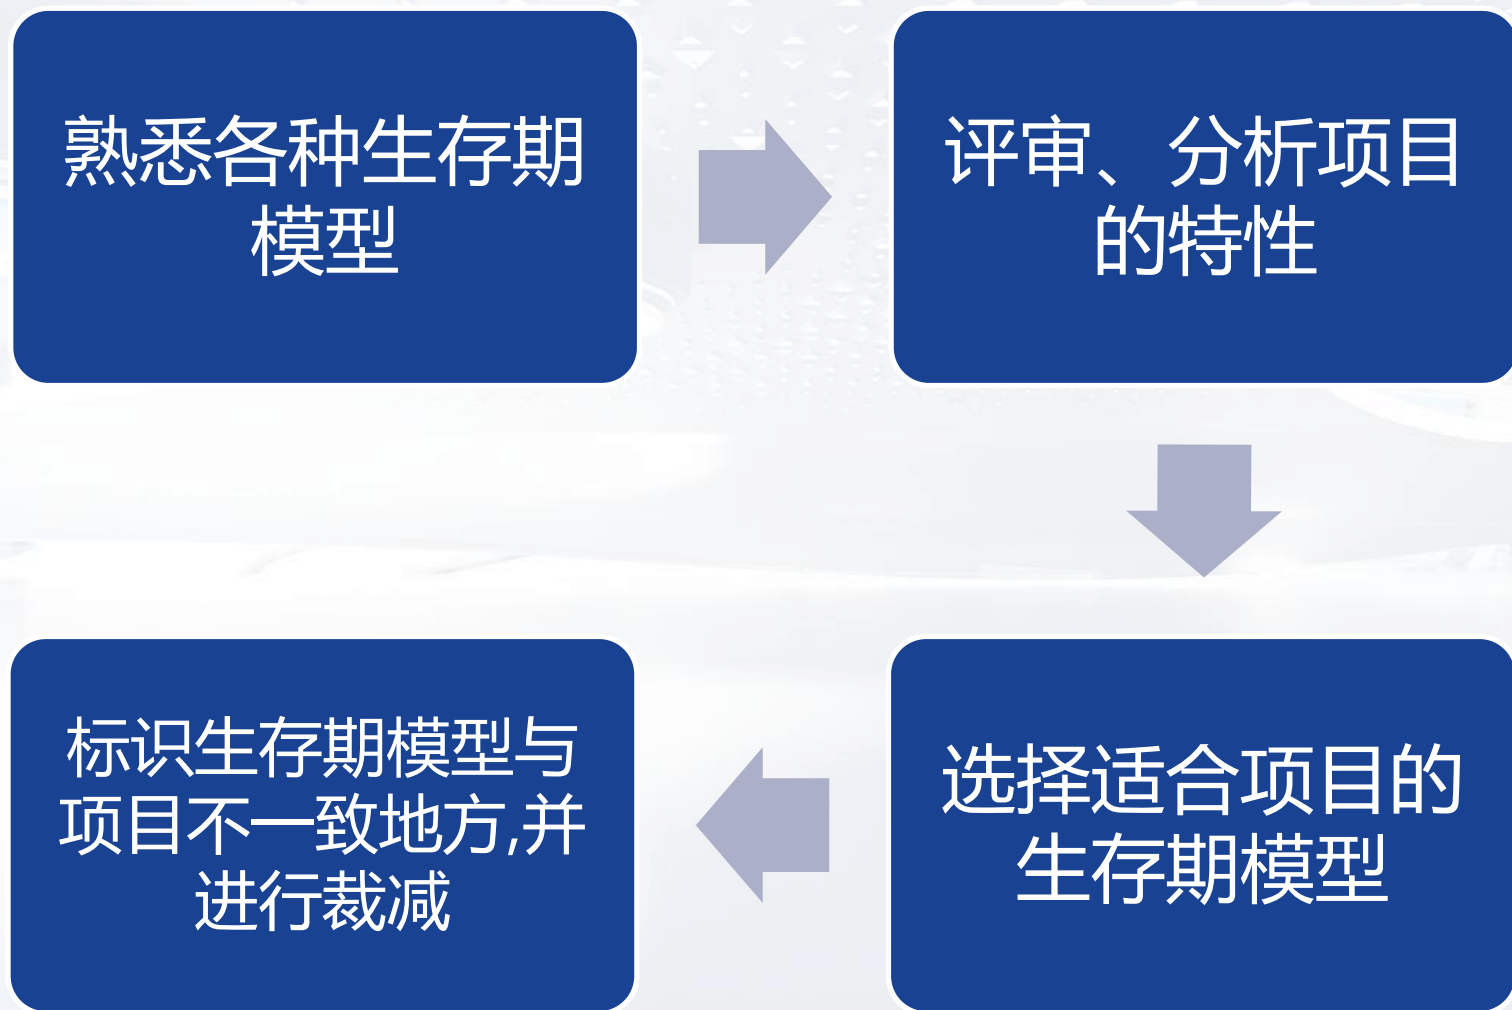 熟悉各种生存期
模型
评审、分析项目
的特性
选择适合项目的
生存期模型
标识生存期模型与
项目不一致地方,并
进行裁减